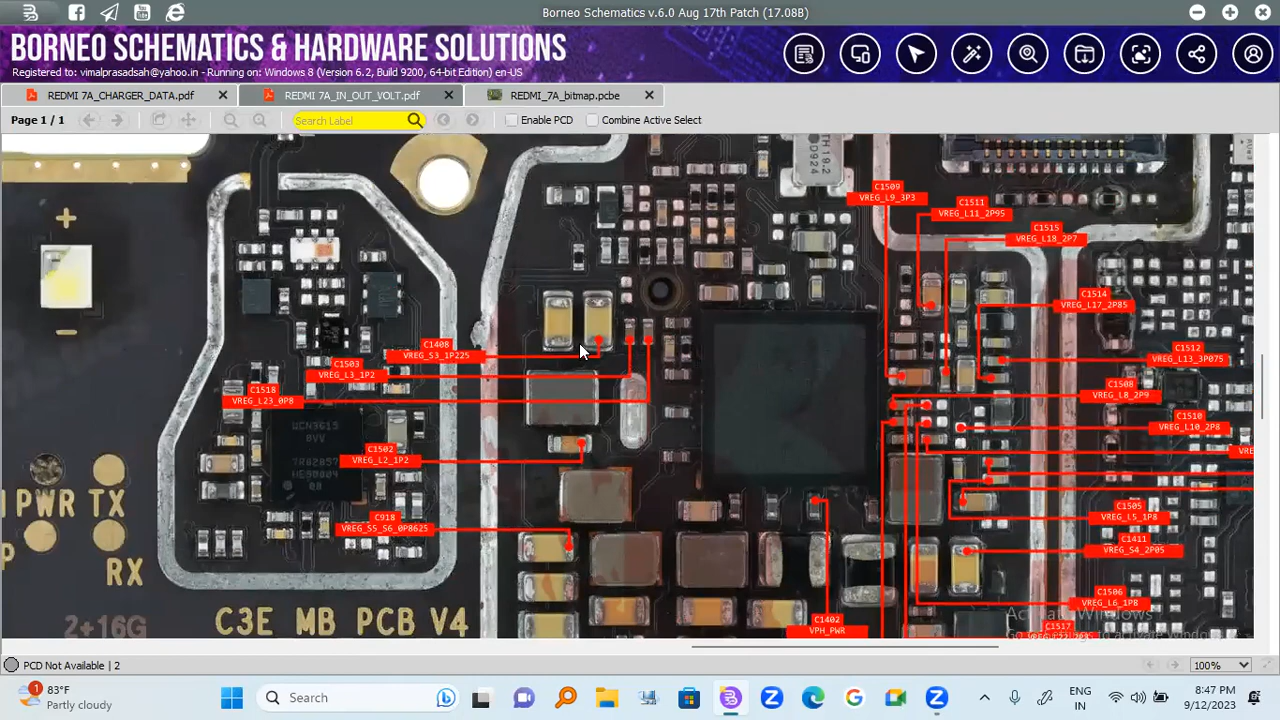 Borneo Schematics v.6.0 Aug 17th Patch (17.08B)
BORNEO SCHEMATICS & HARDWARE SOLUTIONS
Registered to: vimalprasadsah@yahoo.in - Running on: Windows 8 (Version 6.2, Build 9200, 64-bit Edition) en-US
REDMI 7A_CHARGER_DATA.pdf
REDMI 7A_IN_OUT_VOLT.pdf
REDMI_7A_bitmap.pcbe
Page 1 / 1
Search Label
Enable PCD
Combine Active Select
C1509
VREG_L9_3P3
C1511
VREG_L11_2P95
C1515
VREG_L18_2P7
C1514
VREG_L17_2P85
C1408
VREG_S3_1P225
C1503
VREG_L3_1P2
C1512
VREG_L13_3P075
C1518
VREG_L23_0P8
C1508
VREG_L8_2P9
C1510
VREG_L10_2P8
C1502
VREG_L2_1P2
C1505
VREG_L5_1P8
C918
VREG_S5_S6_0P8625
C1411
VREG_S4_2P05
C1506
VREG_L6_1P8
C1402
VPH_PWR
C1517
+
PWR TX
RX
2+16G
C3E MB PCB V4
PCD Not Available | 2
100%
1
83°F
Partly cloudy
Search
ENG
IN
8:47 PM
9/12/2023